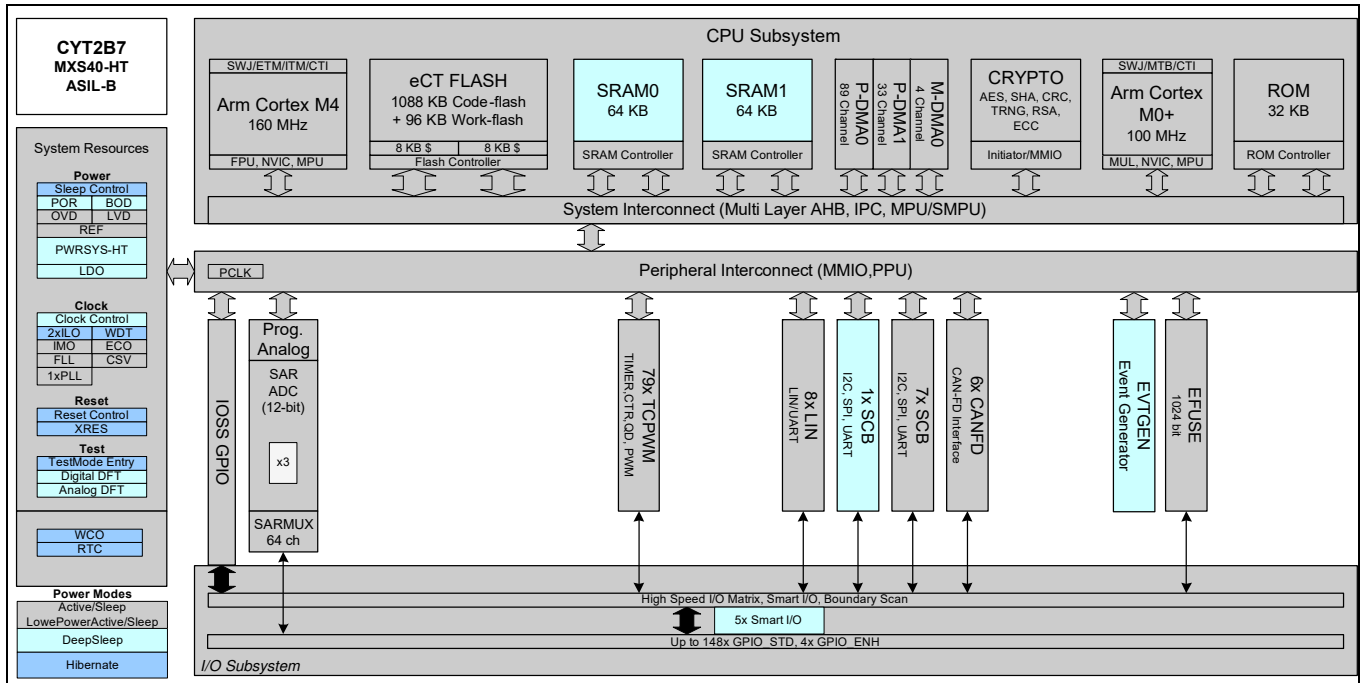 CYT2B7
MXS40-HT
ASIL-B
System Resources
Power
Sleep Control
POR BOD
OVD LVD
REF
PWRSYS-HT
LDO
Clock
Clock Control
2xILO WDT
IMO ECO
FLL CSV
1xPLL
Reset
Reset Control
XRES
Test
TestMode Entry
Digital DFT
Analog DFT
WCO
RTC
Power Modes
Active/Sleep
LowePowerActive/Sleep
DeepSleep
Hibernate
CPU Subsystem
SWJ/ETM/ITM/CTI
Arm Cortex M4
160 MHz
FPU, NVIC, MPU
eCT FLASH
1088 KB Code-flash
+ 96 KB Work-flash
8 KB $ 8 KB $
Flash Controller
SRAM0
64 KB
SRAM Controller
SRAM1
64 KB
SRAM Controller
P-DMA0
89 Channel
P-DMA1
33 Channel
M-DMA0
4 Channel
CRYPTO
AES, SHA, CRC,
TRNG, RSA,
ECC
Initiator/MMIO
SWJ/MTB/CTI
Arm Cortex
M0+
100 MHz
MUL, NVIC, MPU
ROM
32 KB
ROM Controller
System Interconnect (Multi Layer AHB, IPC, MPU/SMPU)
PCLK
Peripheral Interconnect (MMIO,PPU)
IOSS GPIO
Prog.
Analog
SAR
ADC
(12-bit)
x3
SARMUX
64 ch
79x TCPWM
TIMER,CTR,QD, PWM
8x LIN
LIN/UART
1x SCB
I2C, SPI, UART
7x SCB
I2C, SPI, UART
6x CANFD
CAN-FD Interface
EVTGEN
Event Generator
EFUSE
1024 bit
High Speed I/O Matrix, Smart I/O, Boundary Scan
5x Smart I/O
Up to 148x GPIO_STD, 4x GPIO_ENH
I/O Subsystem